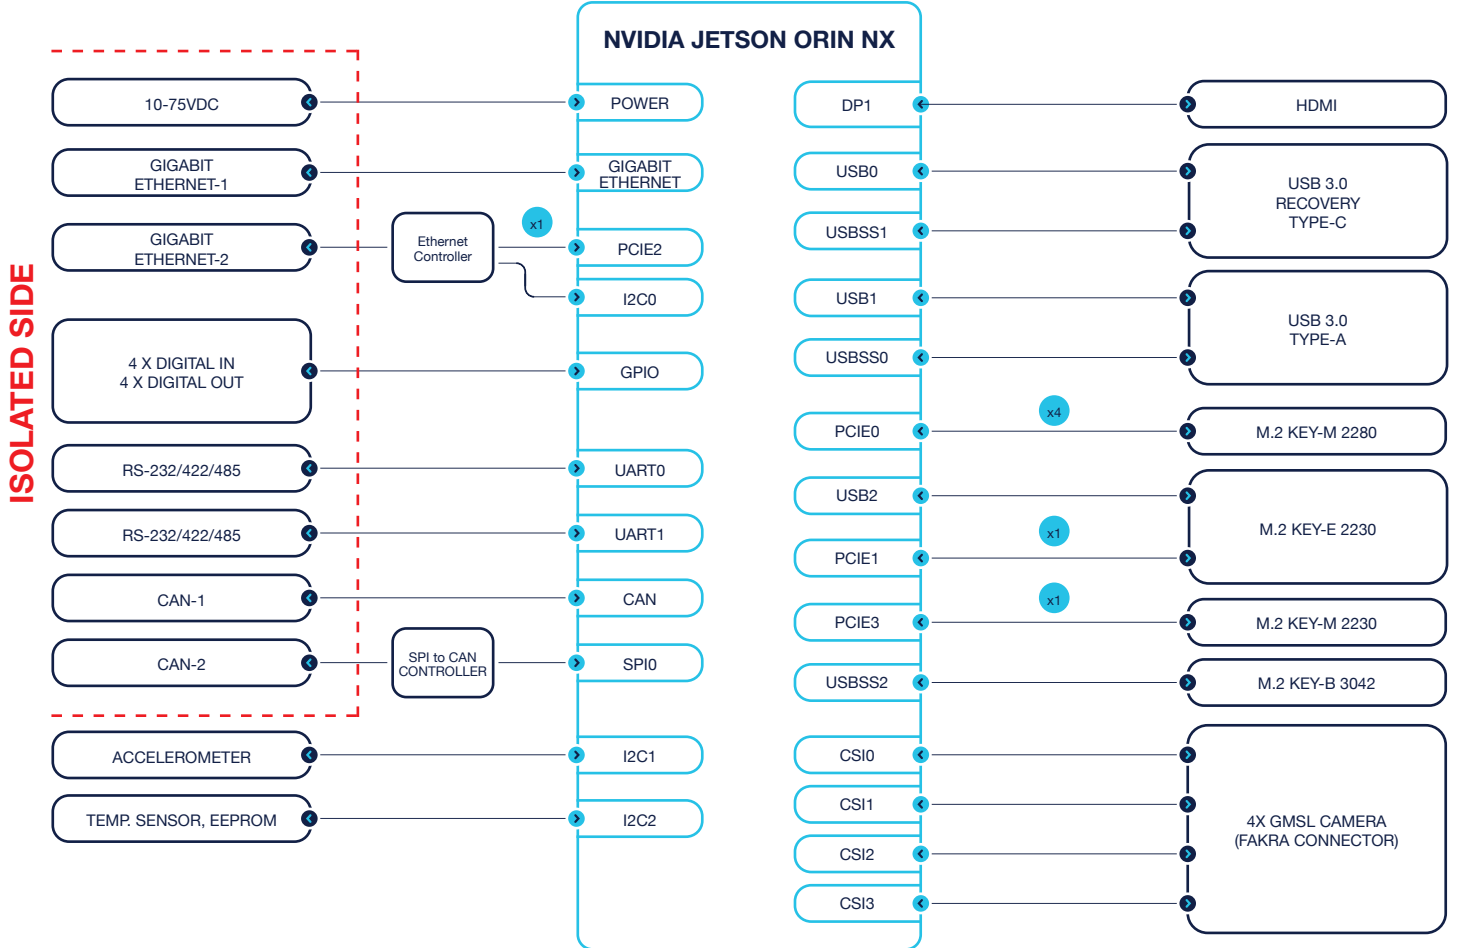 NVIDIA JETSON ORIN NX
ISOLATED SIDE
10-75VDC
POWER
GIGABIT
ETHERNET-1
GIGABIT
ETHERNET
GIGABIT
ETHERNET-2
Ethernet
Controller
x1
PCIE2
I2C0
4 X DIGITAL IN
4 X DIGITAL OUT
GPIO
RS-232/422/485
UART0
RS-232/422/485
UART1
CAN-1
CAN
CAN-2
SPI to CAN
CONTROLLER
SPI0
ACCELEROMETER
I2C1
TEMP. SENSOR, EEPROM
I2C2
DP1
HDMI
USB0
USBSS1
USB 3.0
RECOVERY
TYPE-C
USB1
USBSS0
USB 3.0
TYPE-A
PCIE0
x4
M.2 KEY-M 2280
USB2
PCIE1
x1
M.2 KEY-E 2230
PCIE3
x1
M.2 KEY-M 2230
USBSS2
M.2 KEY-B 3042
CSI0
CSI1
CSI2
CSI3
4X GMSL CAMERA
(FAKRA CONNECTOR)